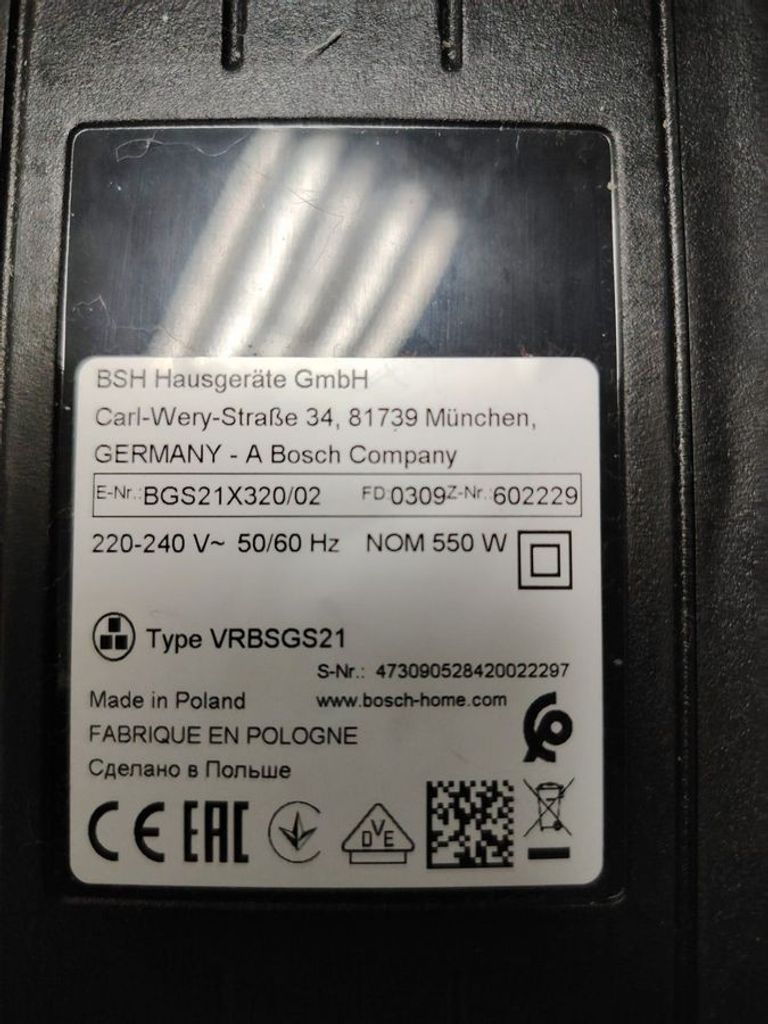 BSH Hausgeräte GmbH
Carl-Wery-Straße 34, 81739 München,
GERMANY - A Bosch Company
E-Nr.: BGS21X320/02 FD: 0309 Z-Nr.: 602229
220-240 V~ 50/60 Hz NOM 550 W
Type VRBSGS21
S-Nr.: 473090528420022297
Made in Poland www.bosch-home.com
FABRIQUE EN POLOGNE
Сделано в Польше
CE EAC DVE